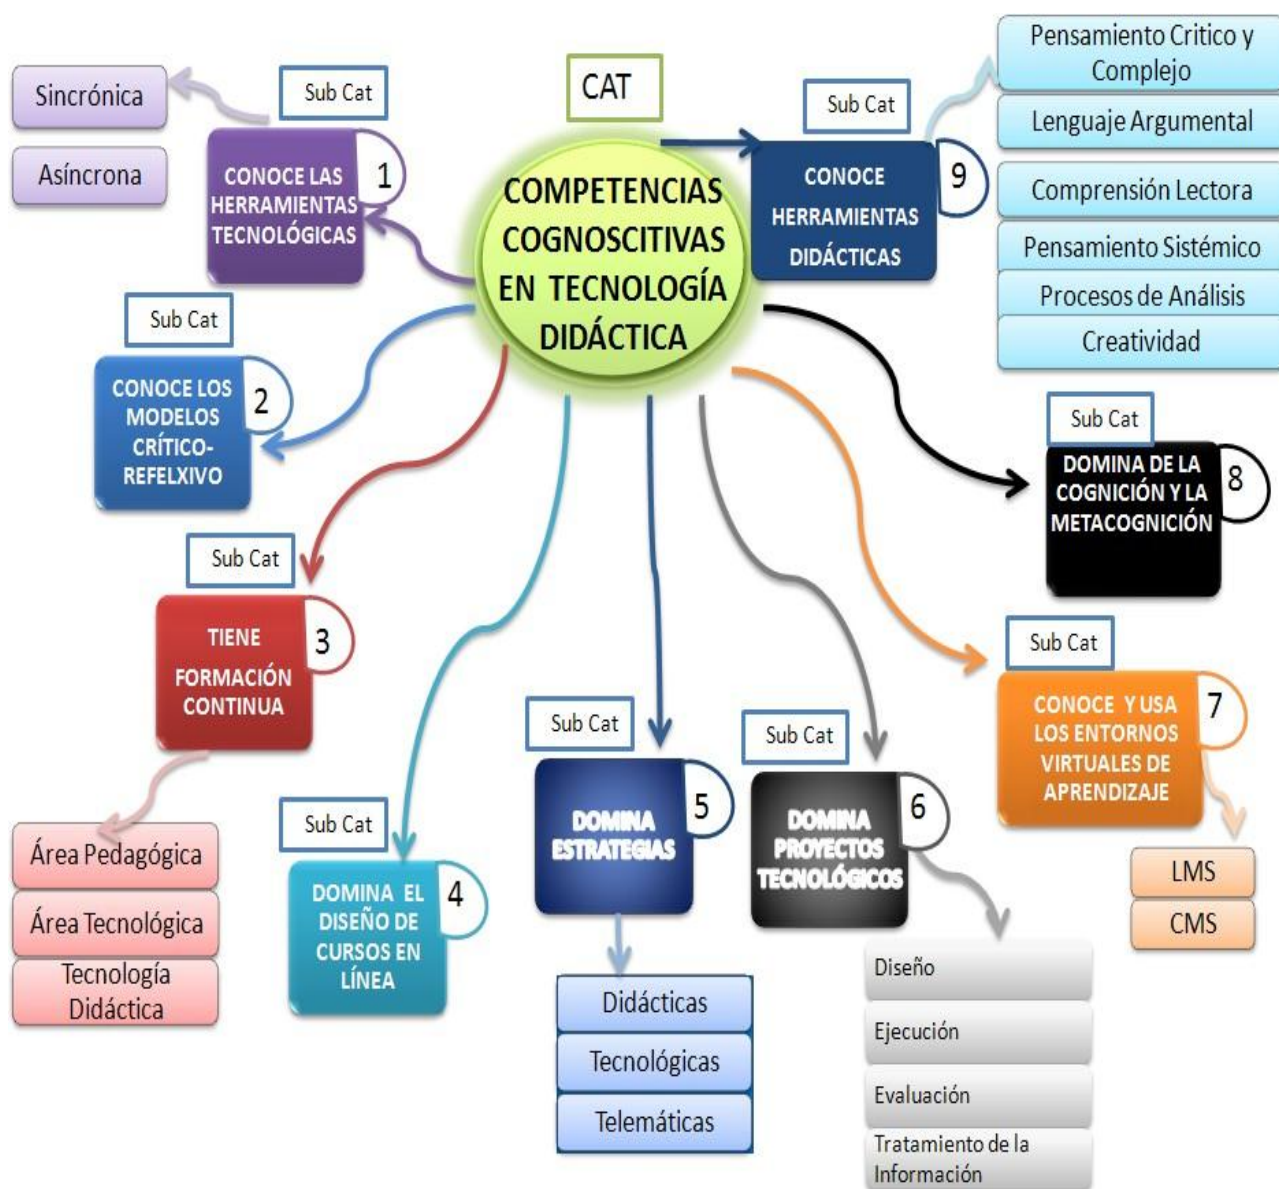 CAT
COMPETENCIAS
COGNOSCITIVAS
EN TECNOLOGÍA
DIDÁCTICA
Sub Cat
1
CONOCE LAS
HERRAMIENTAS
TECNOLÓGICAS
Sincrónica
Asíncrona
Sub Cat
2
CONOCE LOS
MODELOS
CRÍTICO-
REFELXIVO
Sub Cat
3
TIENE
FORMACIÓN
CONTINUA
Área Pedagógica
Área Tecnológica
Tecnología
Didáctica
Sub Cat
4
DOMINA EL
DISEÑO DE
CURSOS EN
LÍNEA
Sub Cat
5
DOMINA
ESTRATEGIAS
Didácticas
Tecnológicas
Telemáticas
Sub Cat
6
DOMINA
PROYECTOS
TECNOLÓGICOS
Diseño
Ejecución
Evaluación
Tratamiento de la
Información
Sub Cat
7
CONOCE Y USA
LOS ENTORNOS
VIRTUALES DE
APRENDIZAJE
LMS
CMS
Sub Cat
8
DOMINA DE LA
COGNICIÓN Y LA
METACOGNICIÓN
Sub Cat
9
CONOCE
HERRAMIENTAS
DIDÁCTICAS
Pensamiento Critico y
Complejo
Lenguaje Argumental
Comprensión Lectora
Pensamiento Sistémico
Procesos de Análisis
Creatividad